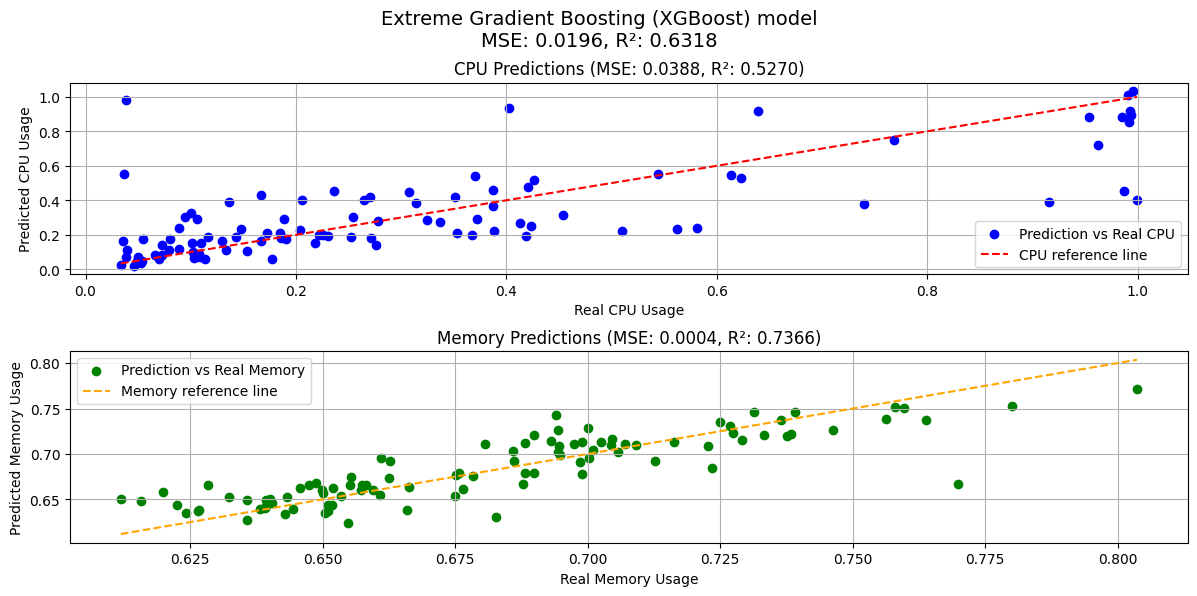 Extreme Gradient Boosting (XGBoost) model
MSE: 0.0196, R²: 0.6318
CPU Predictions (MSE: 0.0388, R²: 0.5270)
Predicted CPU Usage
1.0
0.8
0.6
0.4
0.2
0.0
Prediction vs Real CPU
CPU reference line
0.0 0.2 0.4 0.6 0.8 1.0
Real CPU Usage
Memory Predictions (MSE: 0.0004, R²: 0.7366)
Predicted Memory Usage
0.80
0.75
0.70
0.65
Prediction vs Real Memory
Memory reference line
0.625 0.650 0.675 0.700 0.725 0.750 0.775 0.800
Real Memory Usage